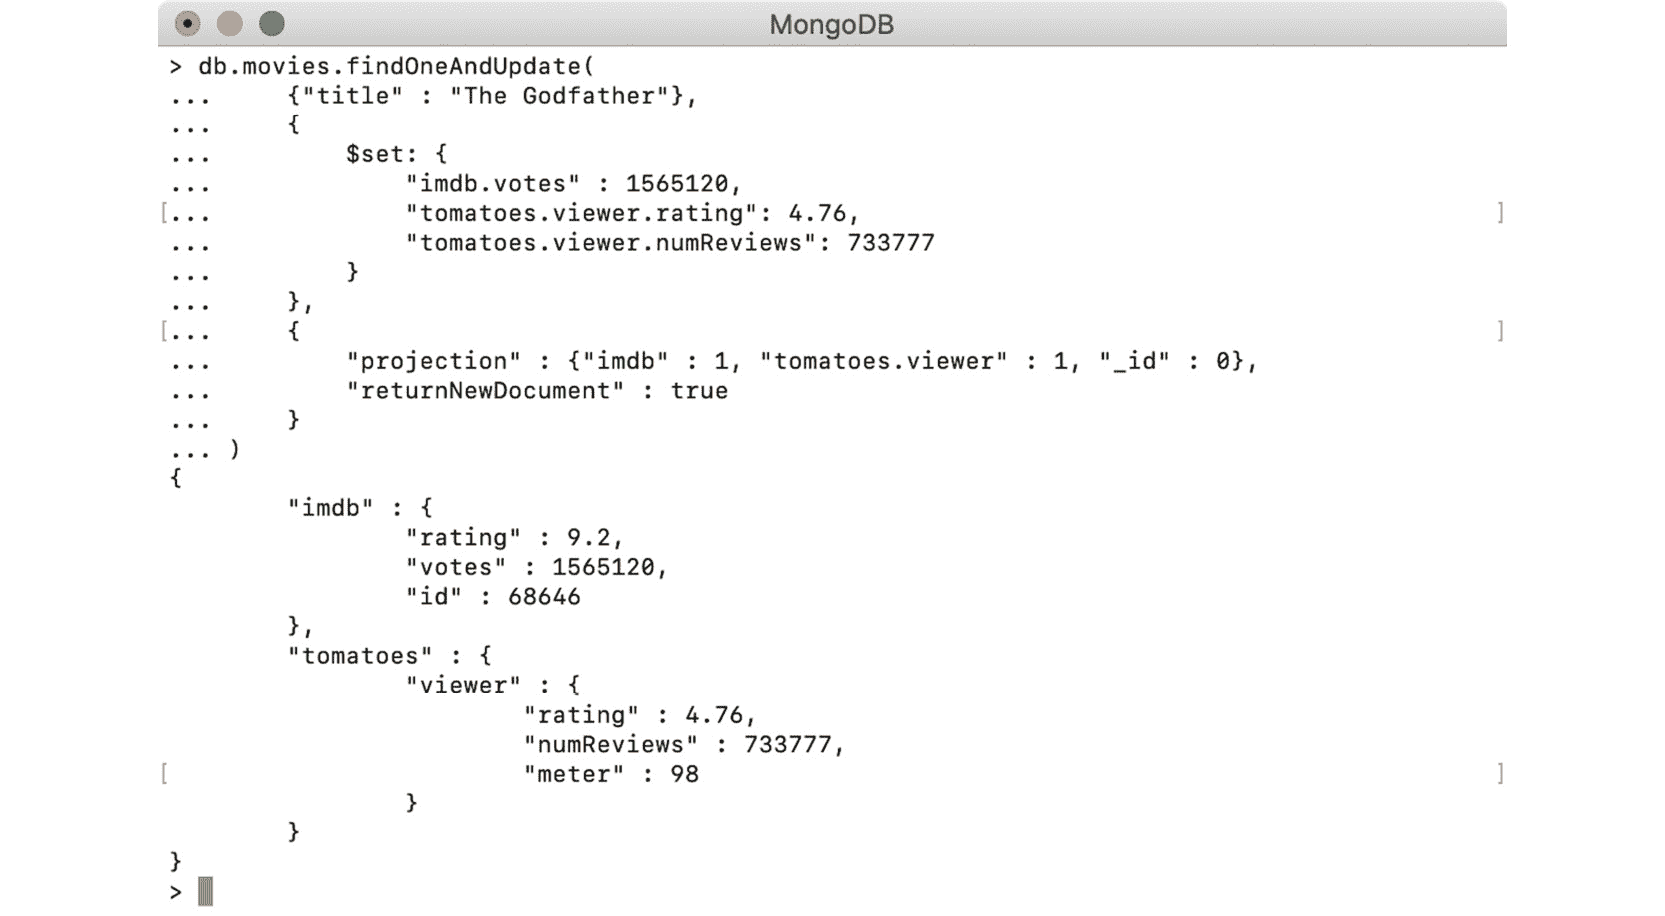 MongoDB
> db.movies.findOneAndUpdate(
...     {"title" : "The Godfather"},
...     {
...         $set: {
...             "imdb.votes" : 1565120,
[...             "tomatoes.viewer.rating": 4.76, ]
...             "tomatoes.viewer.numReviews": 733777
...         }
...     },
[...     { ]
...         "projection" : {"imdb" : 1, "tomatoes.viewer" : 1, "_id" : 0},
...         "returnNewDocument" : true
...     }
... )
{
        "imdb" : {
                "rating" : 9.2,
                "votes" : 1565120,
                "id" : 68646
        },
        "tomatoes" : {
                "viewer" : {
                        "rating" : 4.76,
                        "numReviews" : 733777,
[                        "meter" : 98 ]
                }
        }
}
>